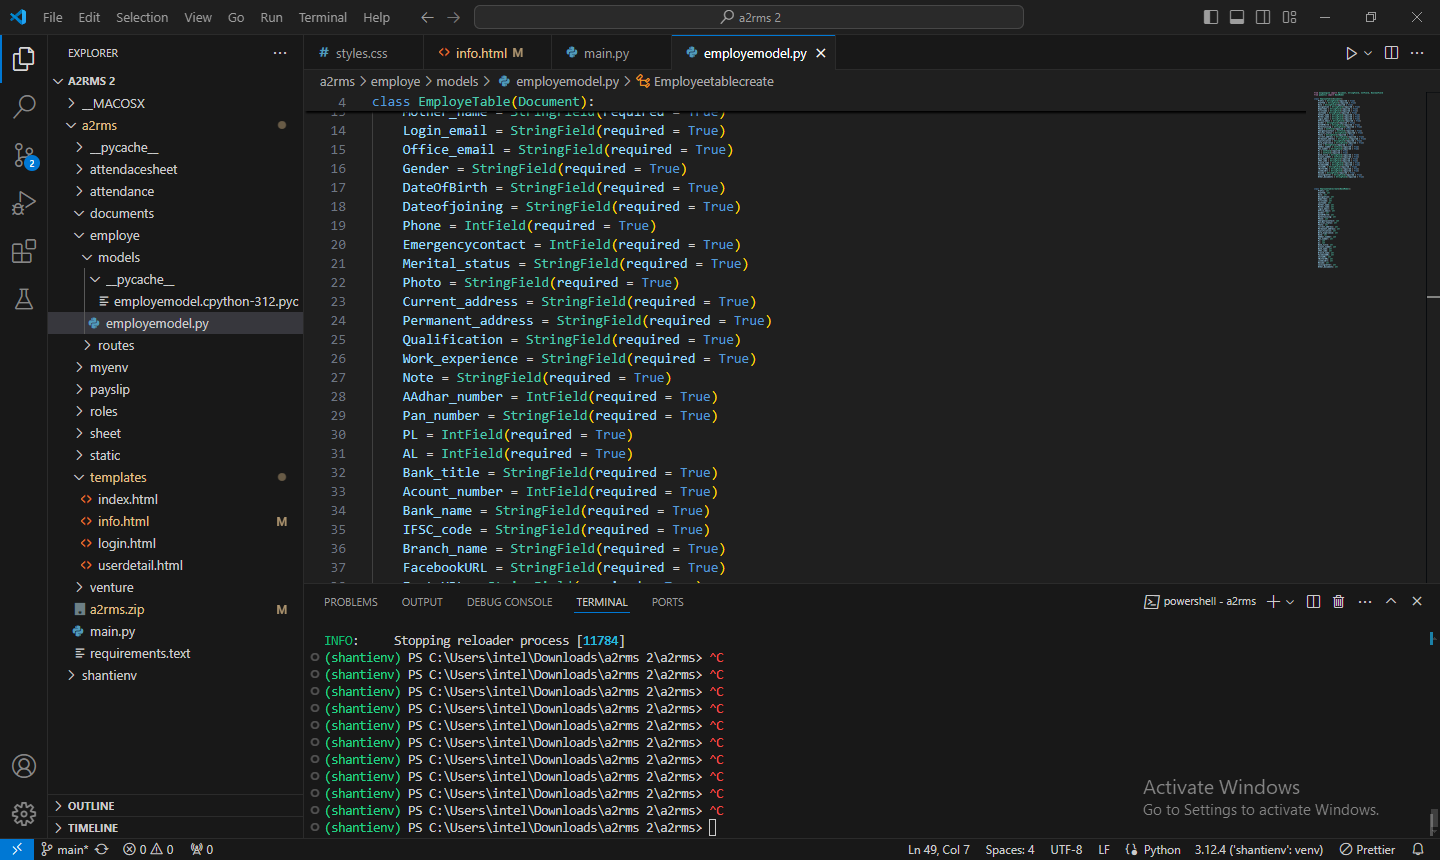 File Edit Selection View Go Run Terminal Help
a2rms 2
EXPLORER
A2RMS 2
__MACOSX
a2rms
__pycache__
attendacesheet
2
attendance
documents
employe
models
__pycache__
employemodel.cpython-312.pyc
employemodel.py
routes
myenv
payslip
roles
sheet
static
templates
index.html
info.html M
login.html
userdetail.html
venture
a2rms.zip M
main.py
requirements.text
shantienv
OUTLINE
TIMELINE
styles.css info.html M main.py employemodel.py
a2rms > employe > models > employemodel.py > Employeetablecreate
4 class EmployeTable(Document):
13 Mother_name = StringField(required = True)
14 Login_email = StringField(required = True)
15 Office_email = StringField(required = True)
16 Gender = StringField(required = True)
17 DateOfBirth = StringField(required = True)
18 Dateofjoining = StringField(required = True)
19 Phone = IntField(required = True)
20 Emergencycontact = IntField(required = True)
21 Merital_status = StringField(required = True)
22 Photo = StringField(required = True)
23 Current_address = StringField(required = True)
24 Permanent_address = StringField(required = True)
25 Qualification = StringField(required = True)
26 Work_experience = StringField(required = True)
27 Note = StringField(required = True)
28 AAdhar_number = IntField(required = True)
29 Pan_number = StringField(required = True)
30 PL = IntField(required = True)
31 AL = IntField(required = True)
32 Bank_title = StringField(required = True)
33 Acount_number = IntField(required = True)
34 Bank_name = StringField(required = True)
35 IFSC_code = StringField(required = True)
36 Branch_name = StringField(required = True)
37 FacebookURL = StringField(required = True)
PROBLEMS OUTPUT DEBUG CONSOLE TERMINAL PORTS
powershell - a2rms
INFO: Stopping reloader process [11784]
(shantienv) PS C:\Users\intel\Downloads\a2rms 2\a2rms> ^C
(shantienv) PS C:\Users\intel\Downloads\a2rms 2\a2rms> ^C
(shantienv) PS C:\Users\intel\Downloads\a2rms 2\a2rms> ^C
(shantienv) PS C:\Users\intel\Downloads\a2rms 2\a2rms> ^C
(shantienv) PS C:\Users\intel\Downloads\a2rms 2\a2rms> ^C
(shantienv) PS C:\Users\intel\Downloads\a2rms 2\a2rms> ^C
(shantienv) PS C:\Users\intel\Downloads\a2rms 2\a2rms> ^C
(shantienv) PS C:\Users\intel\Downloads\a2rms 2\a2rms> ^C
(shantienv) PS C:\Users\intel\Downloads\a2rms 2\a2rms> ^C
(shantienv) PS C:\Users\intel\Downloads\a2rms 2\a2rms> ^C
(shantienv) PS C:\Users\intel\Downloads\a2rms 2\a2rms>
Activate Windows
Go to Settings to activate Windows.
main* 0 0 0 Ln 49, Col 7 Spaces: 4 UTF-8 LF Python 3.12.4 ('shantienv': venv) Prettier